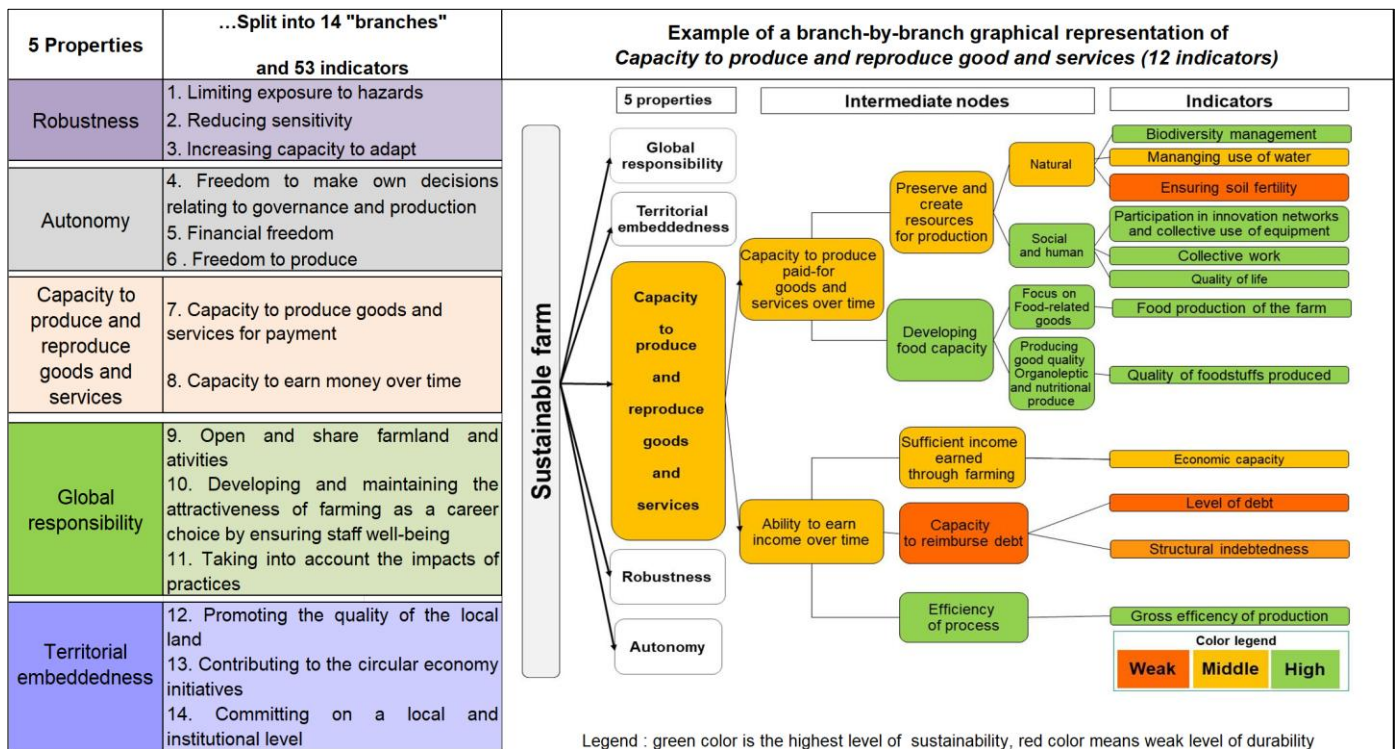 5 Properties
…Split into 14 "branches"
and 53 indicators
Robustness
1. Limiting exposure to hazards
2. Reducing sensitivity
3. Increasing capacity to adapt
Autonomy
4. Freedom to make own decisions
relating to governance and production
5. Financial freedom
6 . Freedom to produce
Capacity to
produce and
reproduce
goods and
services
7. Capacity to produce goods and
services for payment
8. Capacity to earn money over time
Global
responsibility
9. Open and share farmland and
ativities
10. Developing and maintaining the
attractiveness of farming as a career
choice by ensuring staff well-being
11. Taking into account the impacts of
practices
Territorial
embeddedness
12. Promoting the quality of the local
land
13. Contributing to the circular economy
initiatives
14. Committing on a local and
institutional level
Example of a branch-by-branch graphical representation of
Capacity to produce and reproduce good and services (12 indicators)
5 properties
Intermediate nodes
Indicators
Sustainable farm
Global
responsibility
Territorial
embeddedness
Capacity
to
produce
and
reproduce
goods
and
services
Robustness
Autonomy
Capacity to produce
paid-for
goods and
services over time
Ability to earn
income over time
Preserve and
create
resources
for production
Developing
food capacity
Sufficient income
earned
through farming
Capacity
to reimburse debt
Efficiency
of process
Natural
Social
and human
Focus on
Food-related
goods
Producing
good quality
Organoleptic
and nutritional
produce
Biodiversity management
Mananging use of water
Ensuring soil fertility
Participation in innovation networks
and collective use of equipment
Collective work
Quality of life
Food production of the farm
Quality of foodstuffs produced
Economic capacity
Level of debt
Structural indebtedness
Gross efficency of production
Color legend
Weak
Middle
High
Legend : green color is the highest level of sustainability, red color means weak level of durability